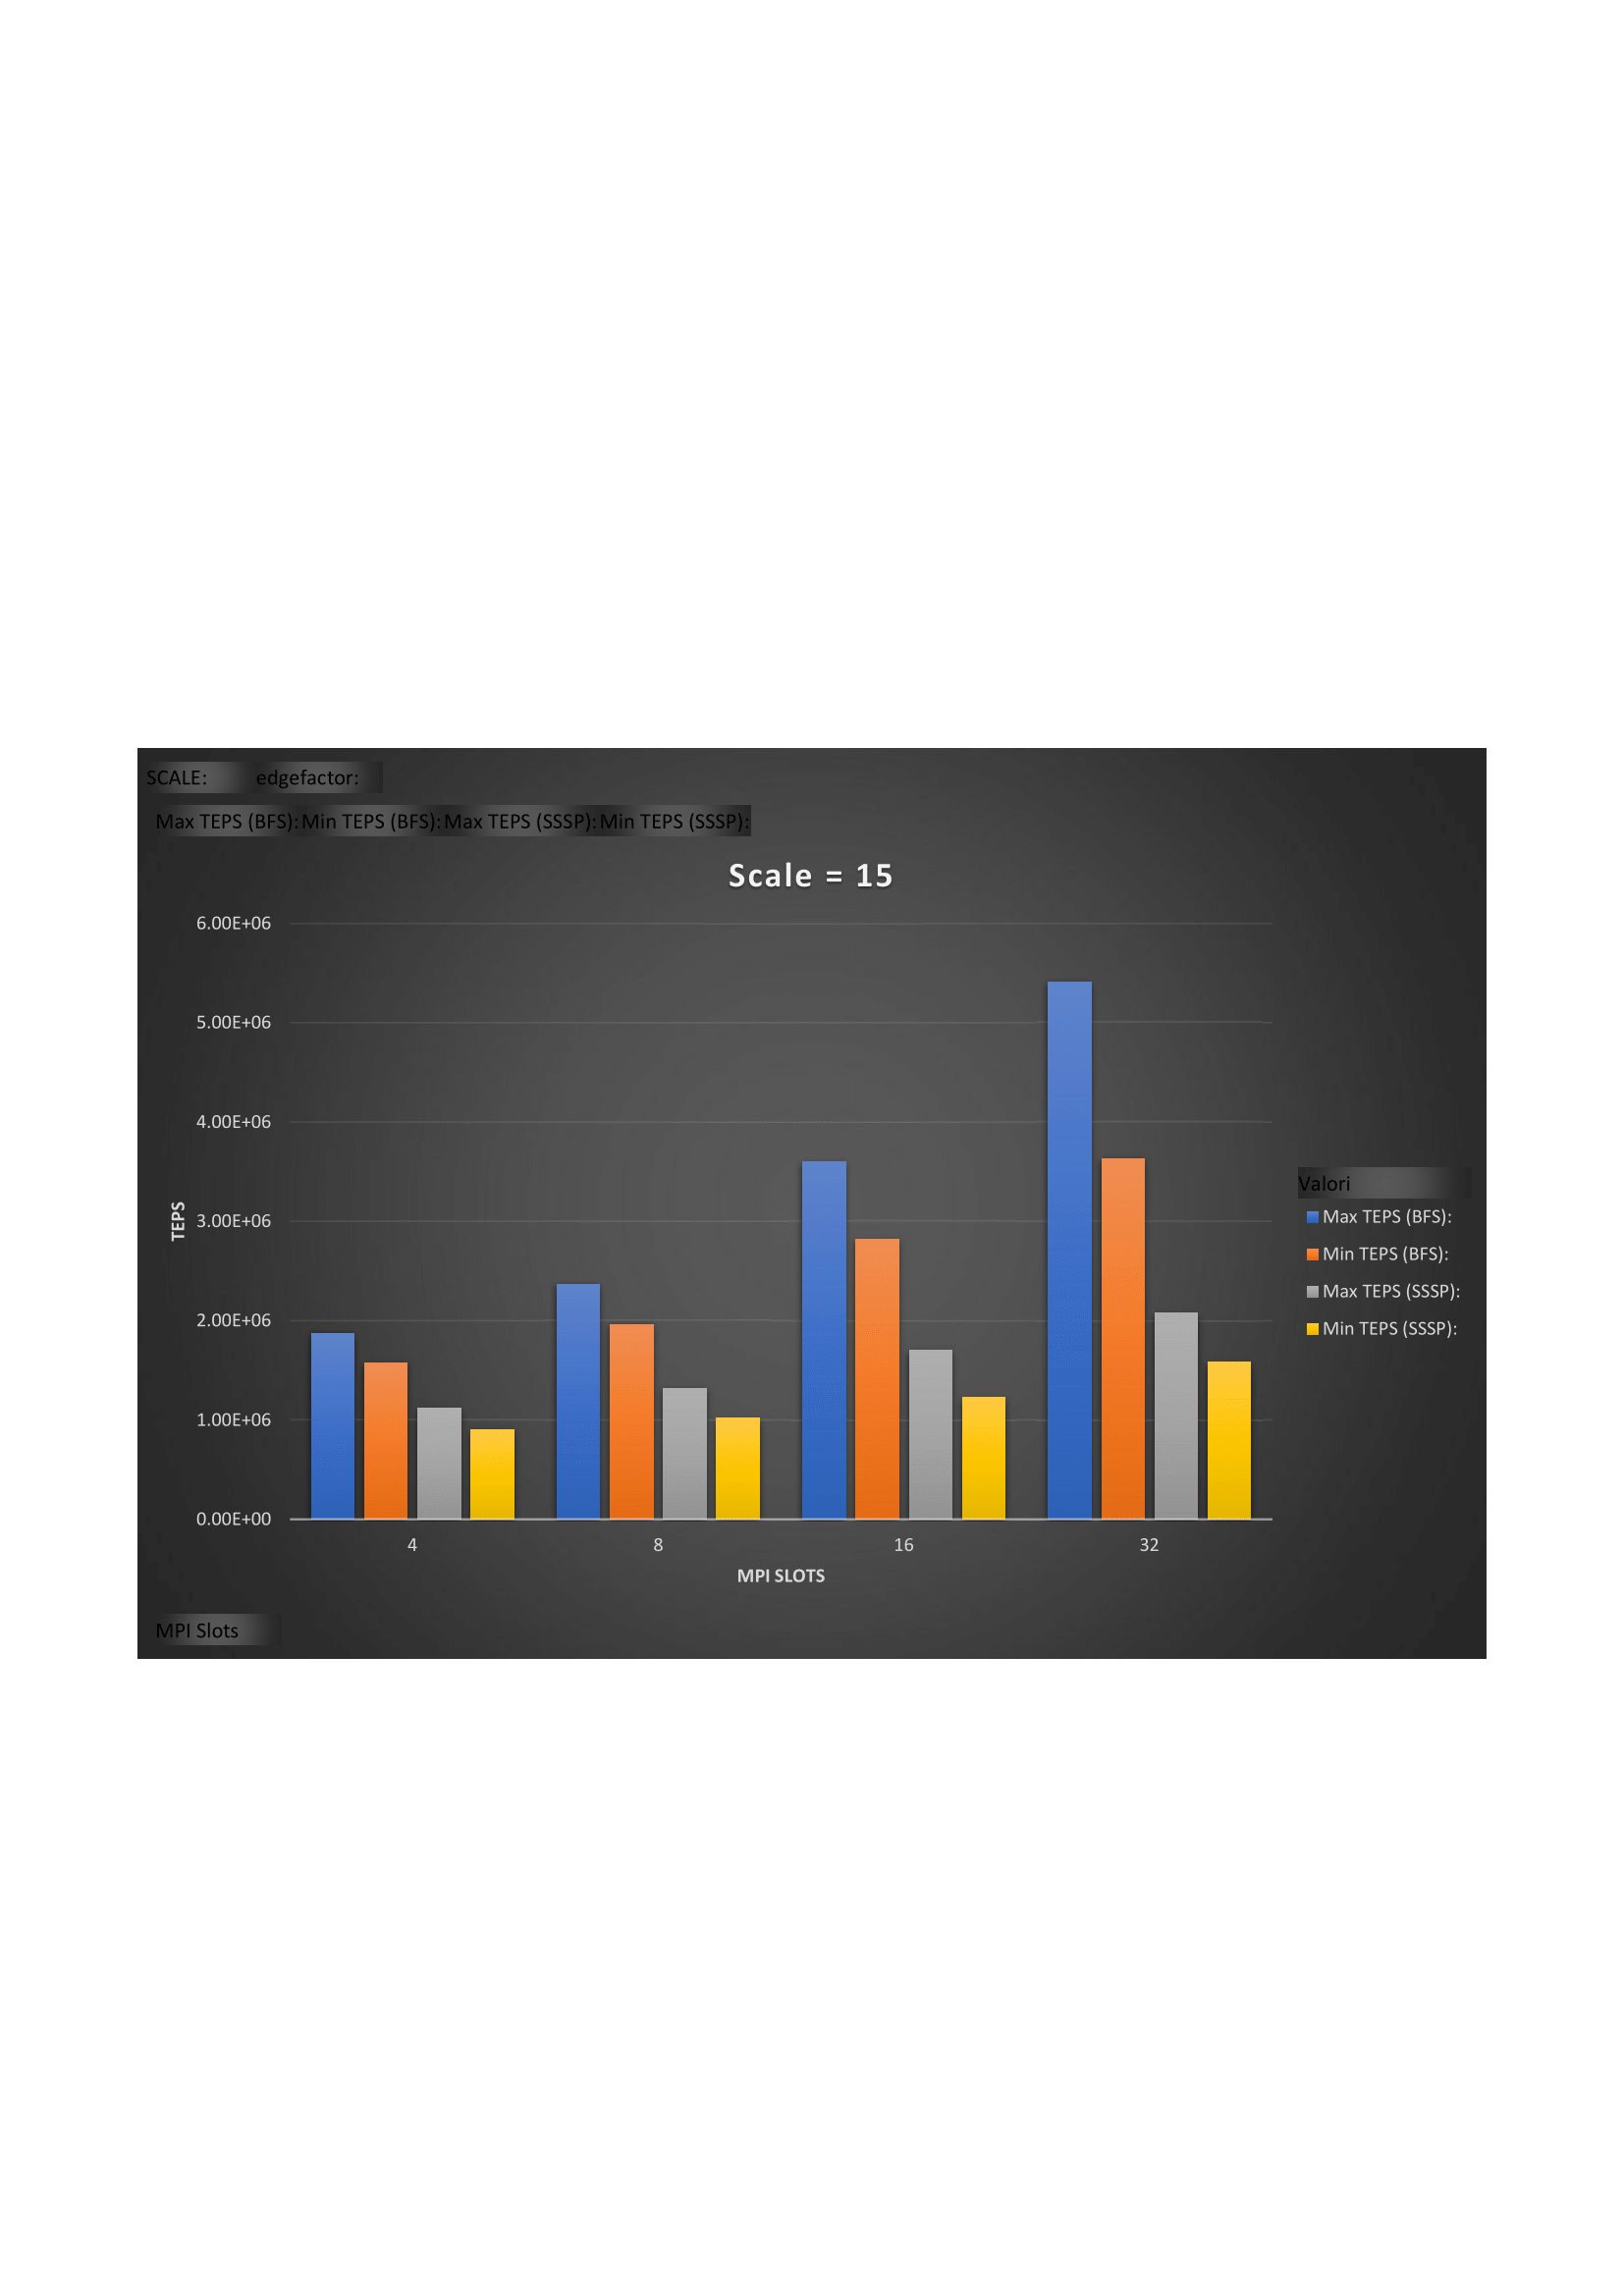 SCALE: edgefactor:
Max TEPS (BFS): Min TEPS (BFS): Max TEPS (SSSP): Min TEPS (SSSP):
Scale = 15
6.00E+06
5.00E+06
4.00E+06
3.00E+06
2.00E+06
1.00E+06
0.00E+00
TEPS
4 8 16 32
MPI SLOTS
Valori
Max TEPS (BFS):
Min TEPS (BFS):
Max TEPS (SSSP):
Min TEPS (SSSP):
MPI Slots